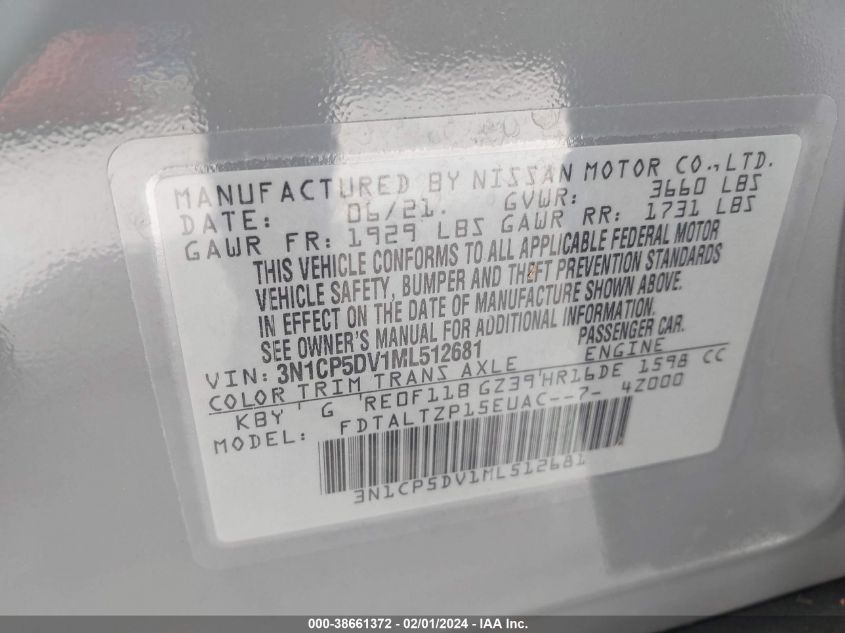 MANUFACTURED BY NISSAN MOTOR CO.,LTD.
DATE: 06/21. GVWR: 3660 LBS
GAWR FR: 1929 LBS GAWR RR: 1731 LBS
THIS VEHICLE CONFORMS TO ALL APPLICABLE FEDERAL MOTOR
VEHICLE SAFETY, BUMPER AND THEFT PREVENTION STANDARDS
IN EFFECT ON THE DATE OF MANUFACTURE SHOWN ABOVE.
SEE OWNER'S MANUAL FOR ADDITIONAL INFORMATION.
VIN: 3N1CP5DV1ML512681 PASSENGER CAR.
COLOR TRIM TRANS AXLE ENGINE
KBY G RE0F11B GZ39 HR16DE 1598 CC
MODEL: FDTALTZP15EUAC--7- 4Z000
3N1CP5DV1ML512681
000-38661372 - 02/01/2024 - IAA Inc.